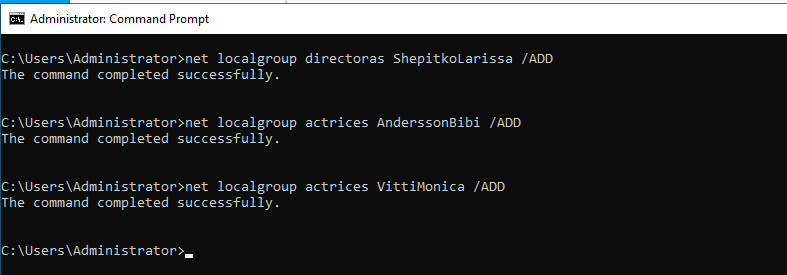 Administrator: Command Prompt
C:\Users\Administrator>net localgroup directoras ShepitkoLarissa /ADD
The command completed successfully.
C:\Users\Administrator>net localgroup actrices AnderssonBibi /ADD
The command completed successfully.
C:\Users\Administrator>net localgroup actrices VittiMonica /ADD
The command completed successfully.
C:\Users\Administrator>